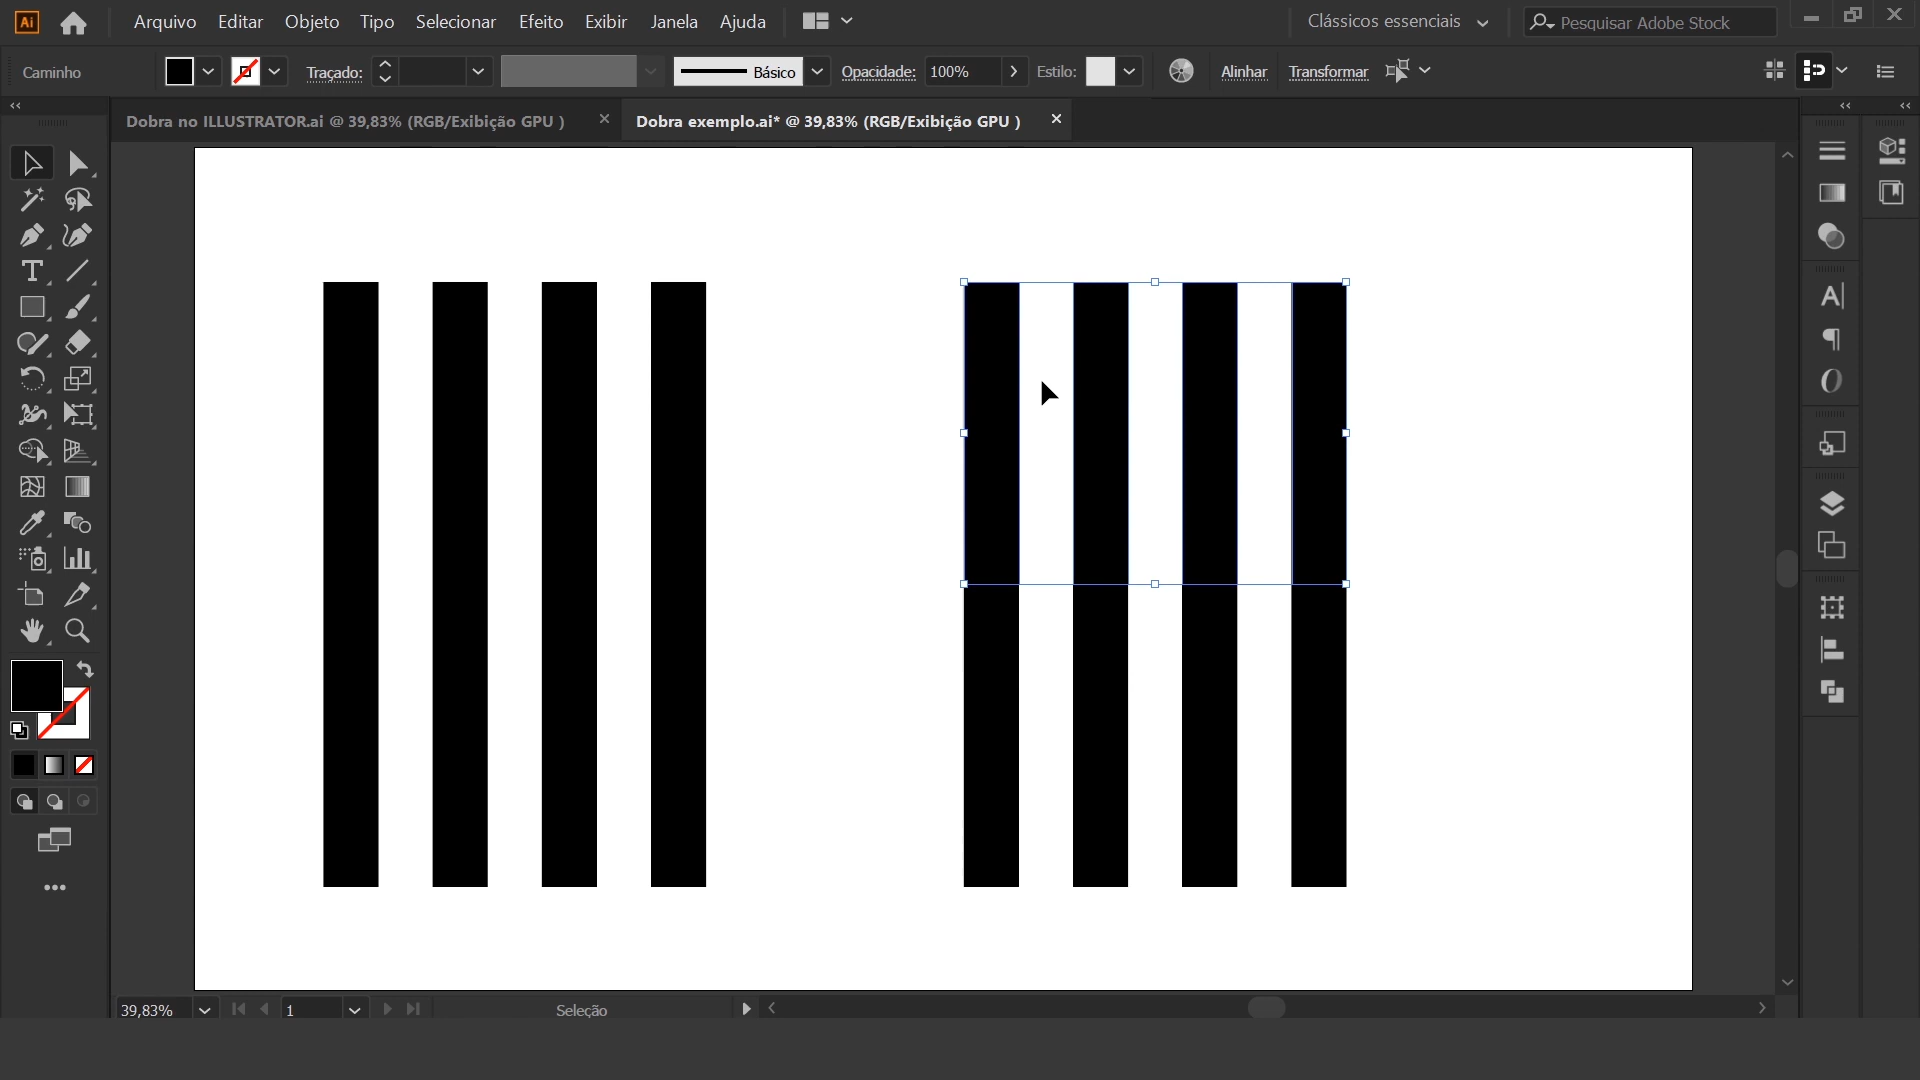 Ai Arquivo Editar Objeto Tipo Selecionar Efeito Exibir Janela Ajuda Clássicos essenciais Pesquisar Adobe Stock
Caminho Traçado: Básico Opacidade: 100% Estilo: Alinhar Transformar
Dobra no ILLUSTRATOR.ai @ 39,83% (RGB/Exibição GPU ) Dobra exemplo.ai* @ 39,83% (RGB/Exibição GPU )
39,83% 1 Seleção